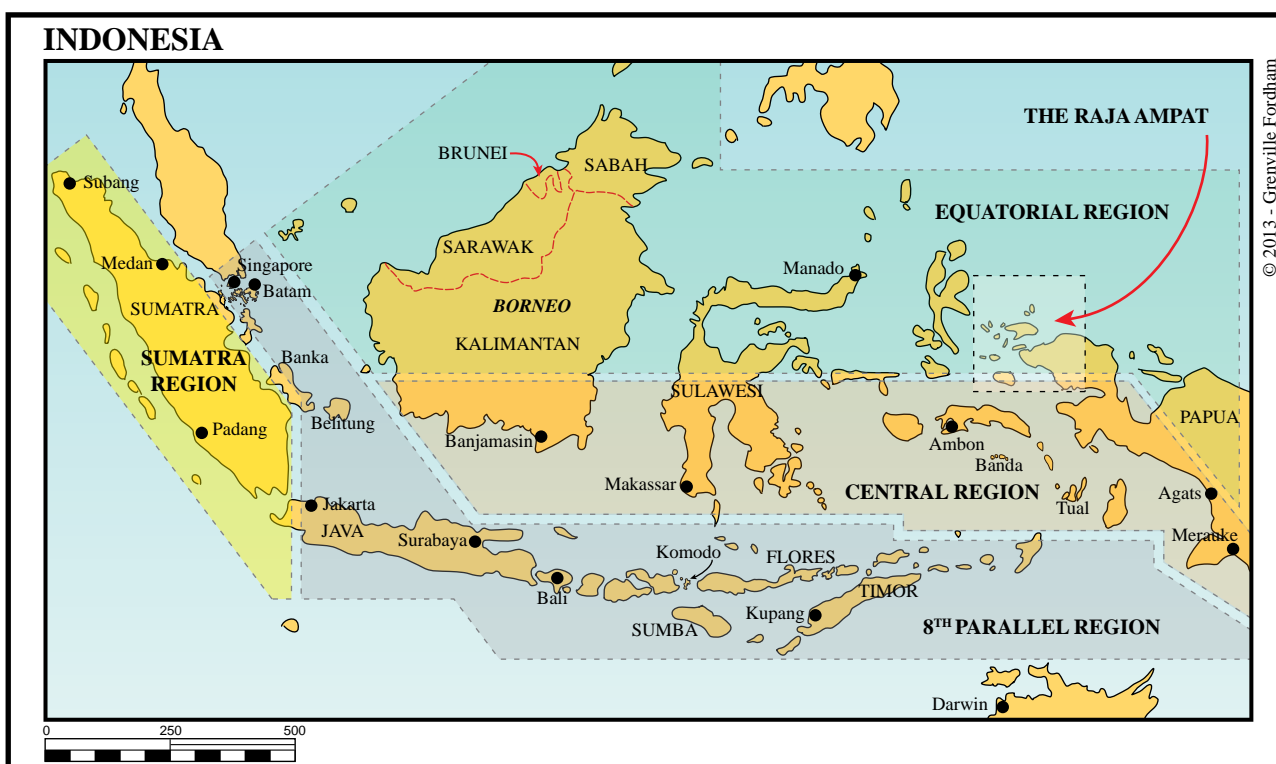 INDONESIA
© 2013 - Grenville Fordham
THE RAJA AMPAT
BRUNEI
SABAH
Subang
EQUATORIAL REGION
SARAWAK
Medan
Singapore
Manado
Batam
SUMATRA
BORNEO
KALIMANTAN
SUMATRA
REGION
Banka
SULAWESI
Belitung
PAPUA
Padang
Banjamasin
Ambon
Banda
Makassar
CENTRAL REGION
Agats
Tual
Jakarta
JAVA
Surabaya
Merauke
Komodo
FLORES
Bali
TIMOR
Kupang
SUMBA
8TH PARALLEL REGION
Darwin
0 250 500